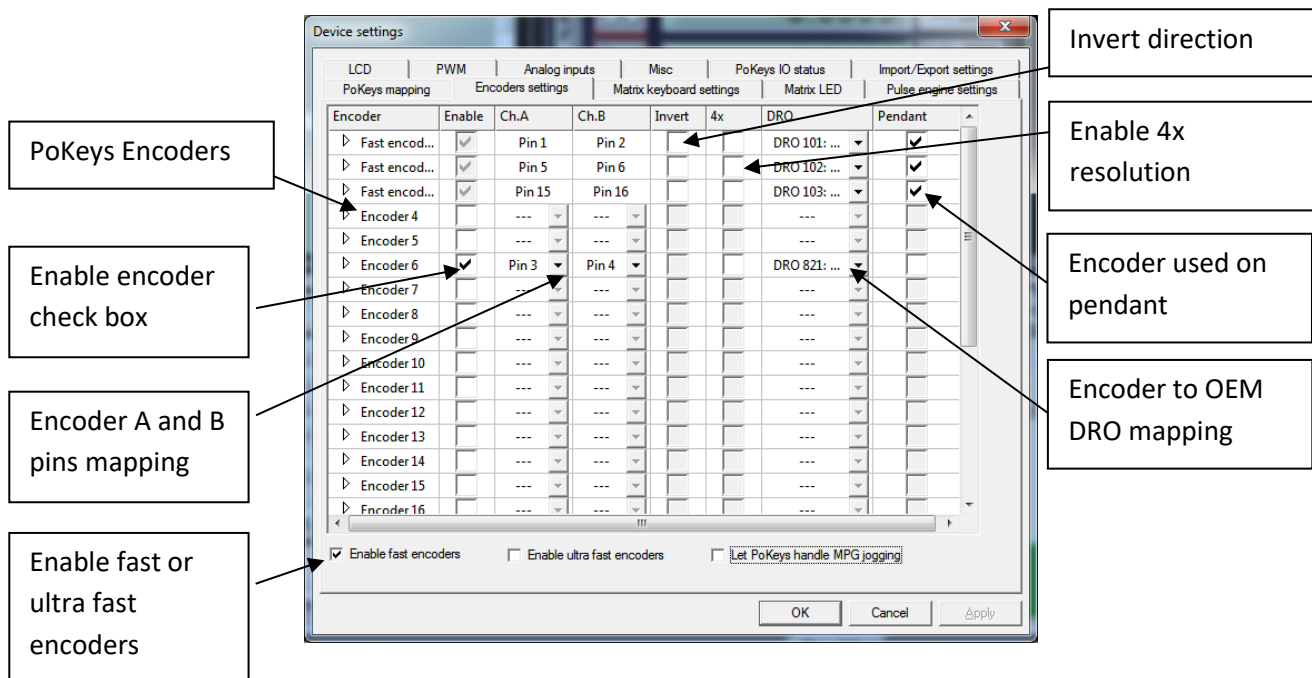 Device settings
LCD PWM Analog inputs Misc PoKeys IO status Import/Export settings
PoKeys mapping Encoders settings Matrix keyboard settings Matrix LED Pulse engine settings
Encoder Enable Ch.A Ch.B Invert 4x DRO Pendant
Fast encod... Pin 1 Pin 2 DRO 101: ...
Fast encod... Pin 5 Pin 6 DRO 102: ...
Fast encod... Pin 15 Pin 16 DRO 103: ...
Encoder 4 --- --- ---
Encoder 5 --- --- ---
Encoder 6 Pin 3 Pin 4 DRO 821: ...
Encoder 7 --- --- ---
Encoder 8 --- --- ---
Encoder 9 --- --- ---
Encoder 10 --- --- ---
Encoder 11 --- --- ---
Encoder 12 --- --- ---
Encoder 13 --- --- ---
Encoder 14 --- --- ---
Encoder 15 --- --- ---
Encoder 16 --- --- ---
Enable fast encoders Enable ultra fast encoders Let PoKeys handle MPG jogging
OK Cancel Apply
PoKeys Encoders
Enable encoder
check box
Encoder A and B
pins mapping
Enable fast or
ultra fast
encoders
Invert direction
Enable 4x
resolution
Encoder used on
pendant
Encoder to OEM
DRO mapping